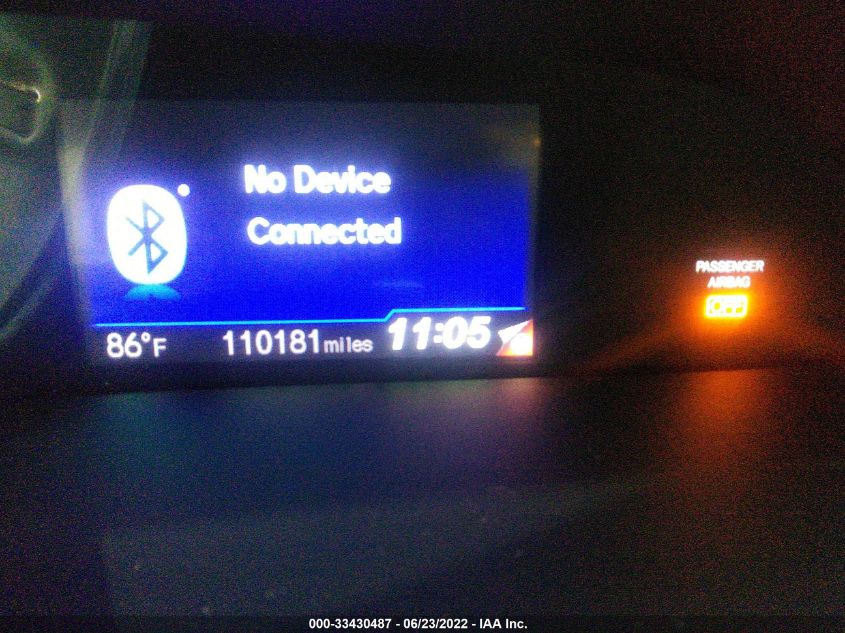 No Device
Connected
86°F 110181 miles 11:05
PASSENGER
AIRBAG
OFF
000-33430487 - 06/23/2022 - IAA Inc.